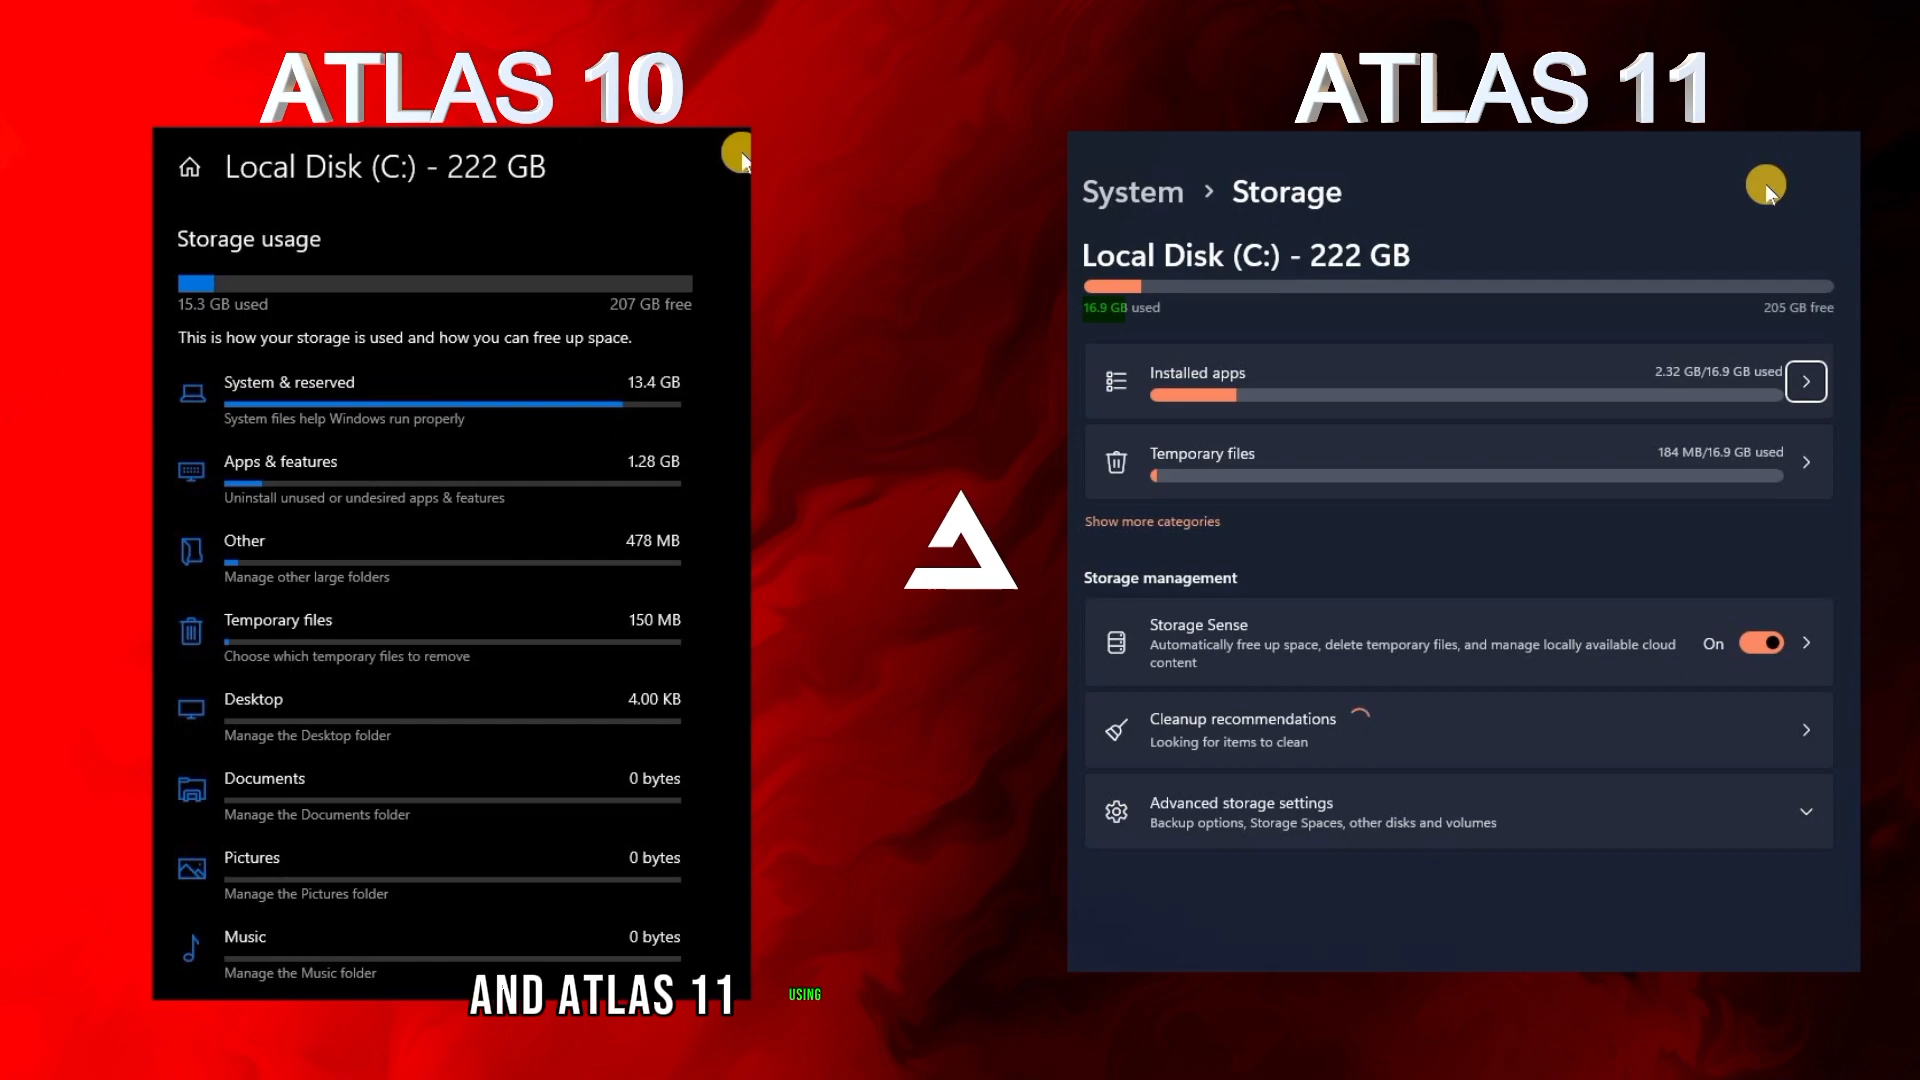 ATLAS 10
Local Disk (C:) - 222 GB
Storage usage
15.3 GB used 207 GB free
This is how your storage is used and how you can free up space.
System & reserved 13.4 GB
System files help Windows run properly
Apps & features 1.28 GB
Uninstall unused or undesired apps & features
Other 478 MB
Manage other large folders
Temporary files 150 MB
Choose which temporary files to remove
Desktop 4.00 KB
Manage the Desktop folder
Documents 0 bytes
Manage the Documents folder
Pictures 0 bytes
Manage the Pictures folder
Music 0 bytes
Manage the Music folder
ATLAS 11
System > Storage
Local Disk (C:) - 222 GB
16.9 GB used 205 GB free
Installed apps 2.32 GB/16.9 GB used
Temporary files 184 MB/16.9 GB used
Show more categories
Storage management
Storage Sense On
Automatically free up space, delete temporary files, and manage locally available cloud
content
Cleanup recommendations
Looking for items to clean
Advanced storage settings
Backup options, Storage Spaces, other disks and volumes
AND ATLAS 11 USING